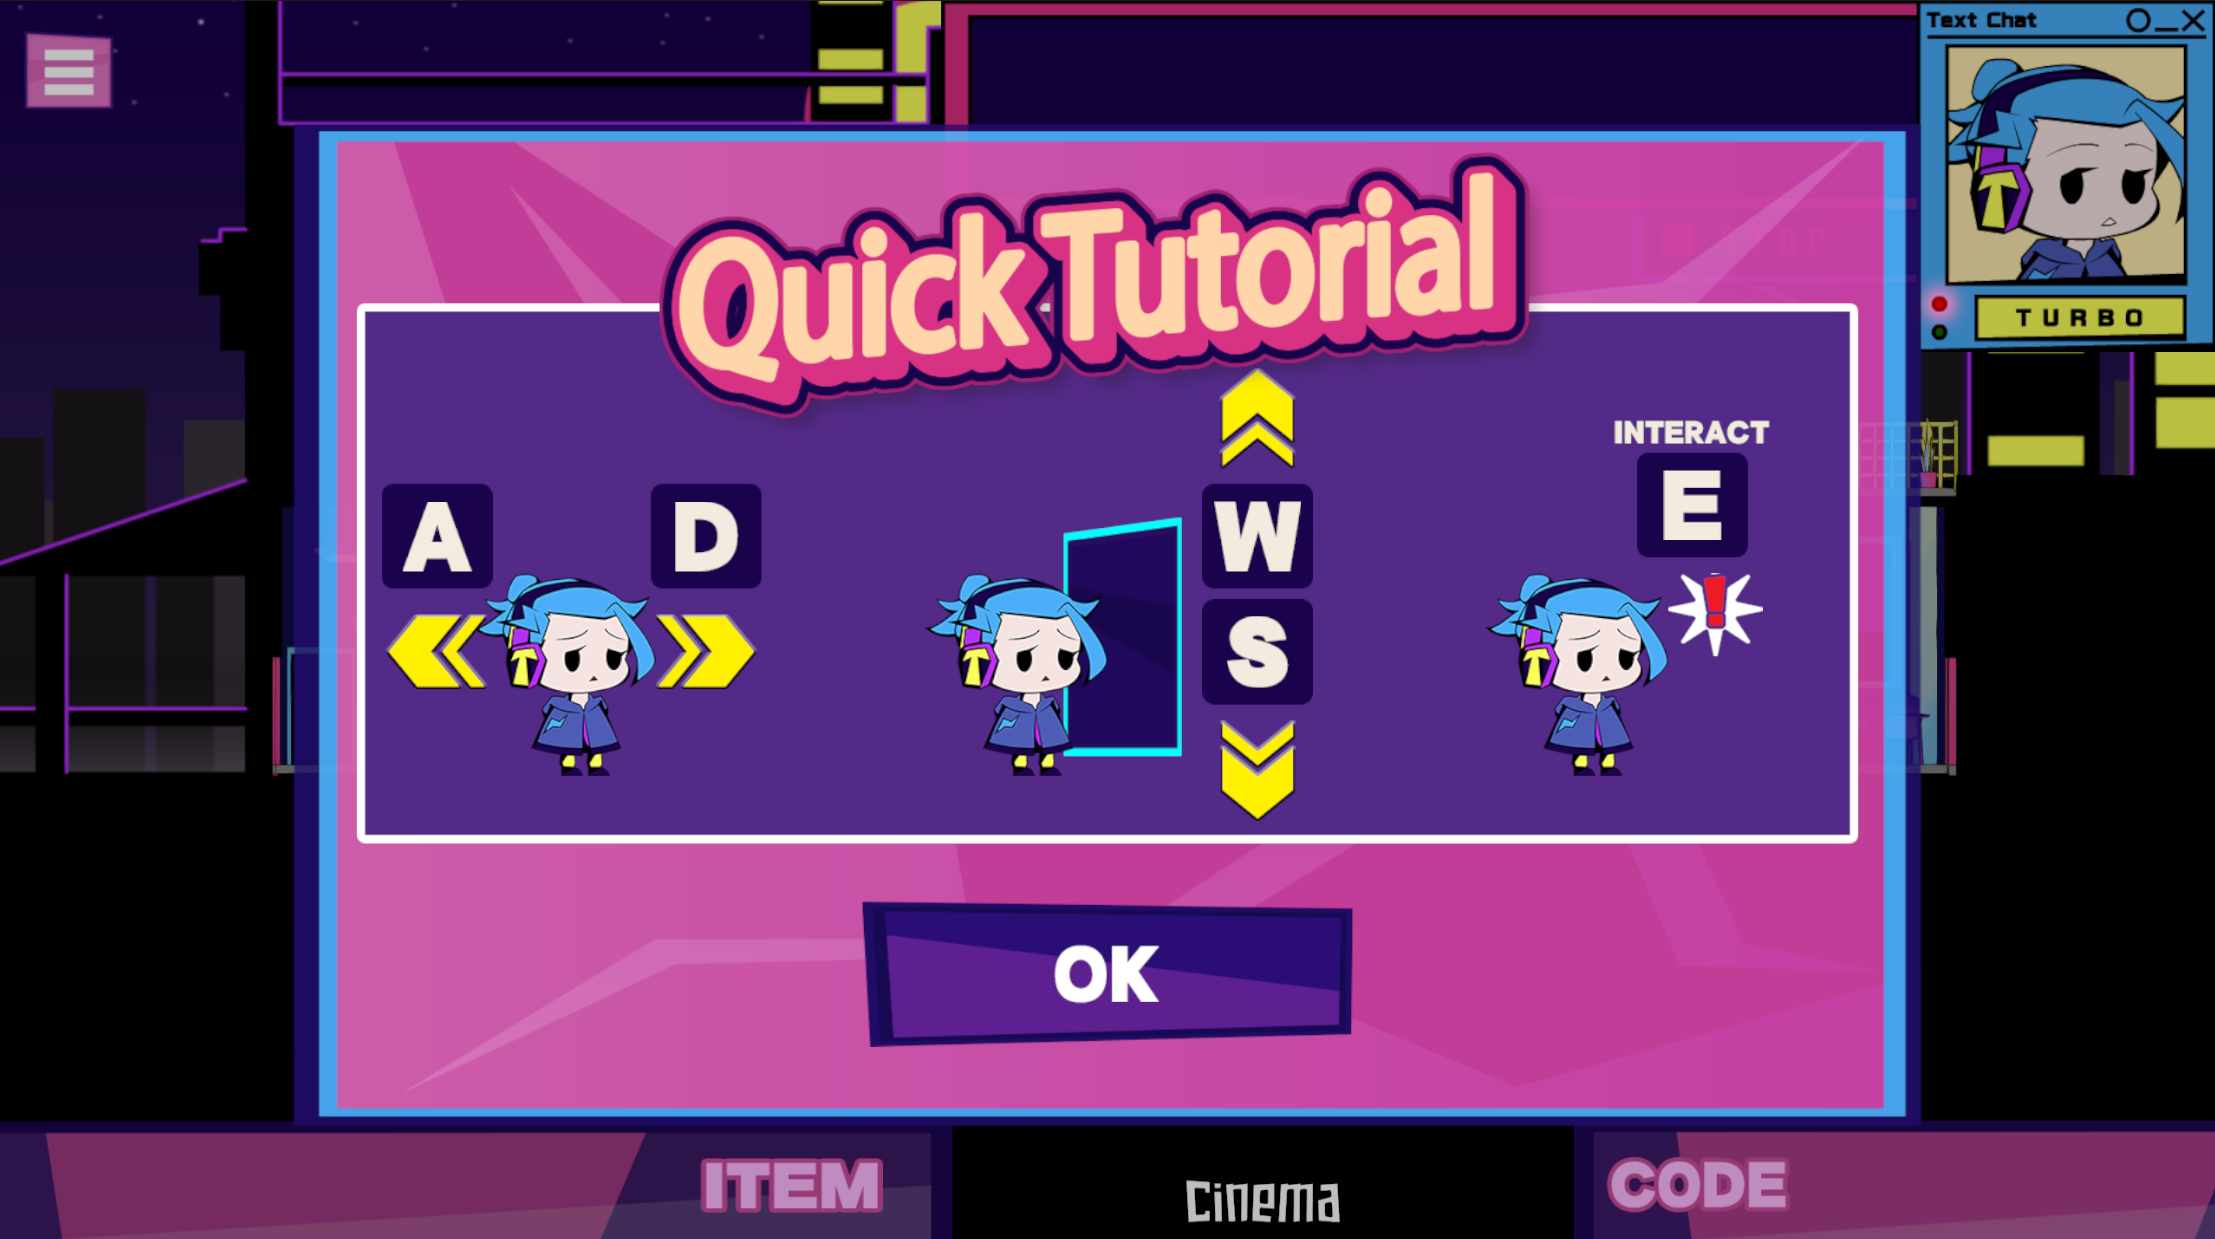 Text Chat
TURBO
Quick Tutorial
INTERACT
E
A
D
W
S
OK
ITEM
Cinema
CODE